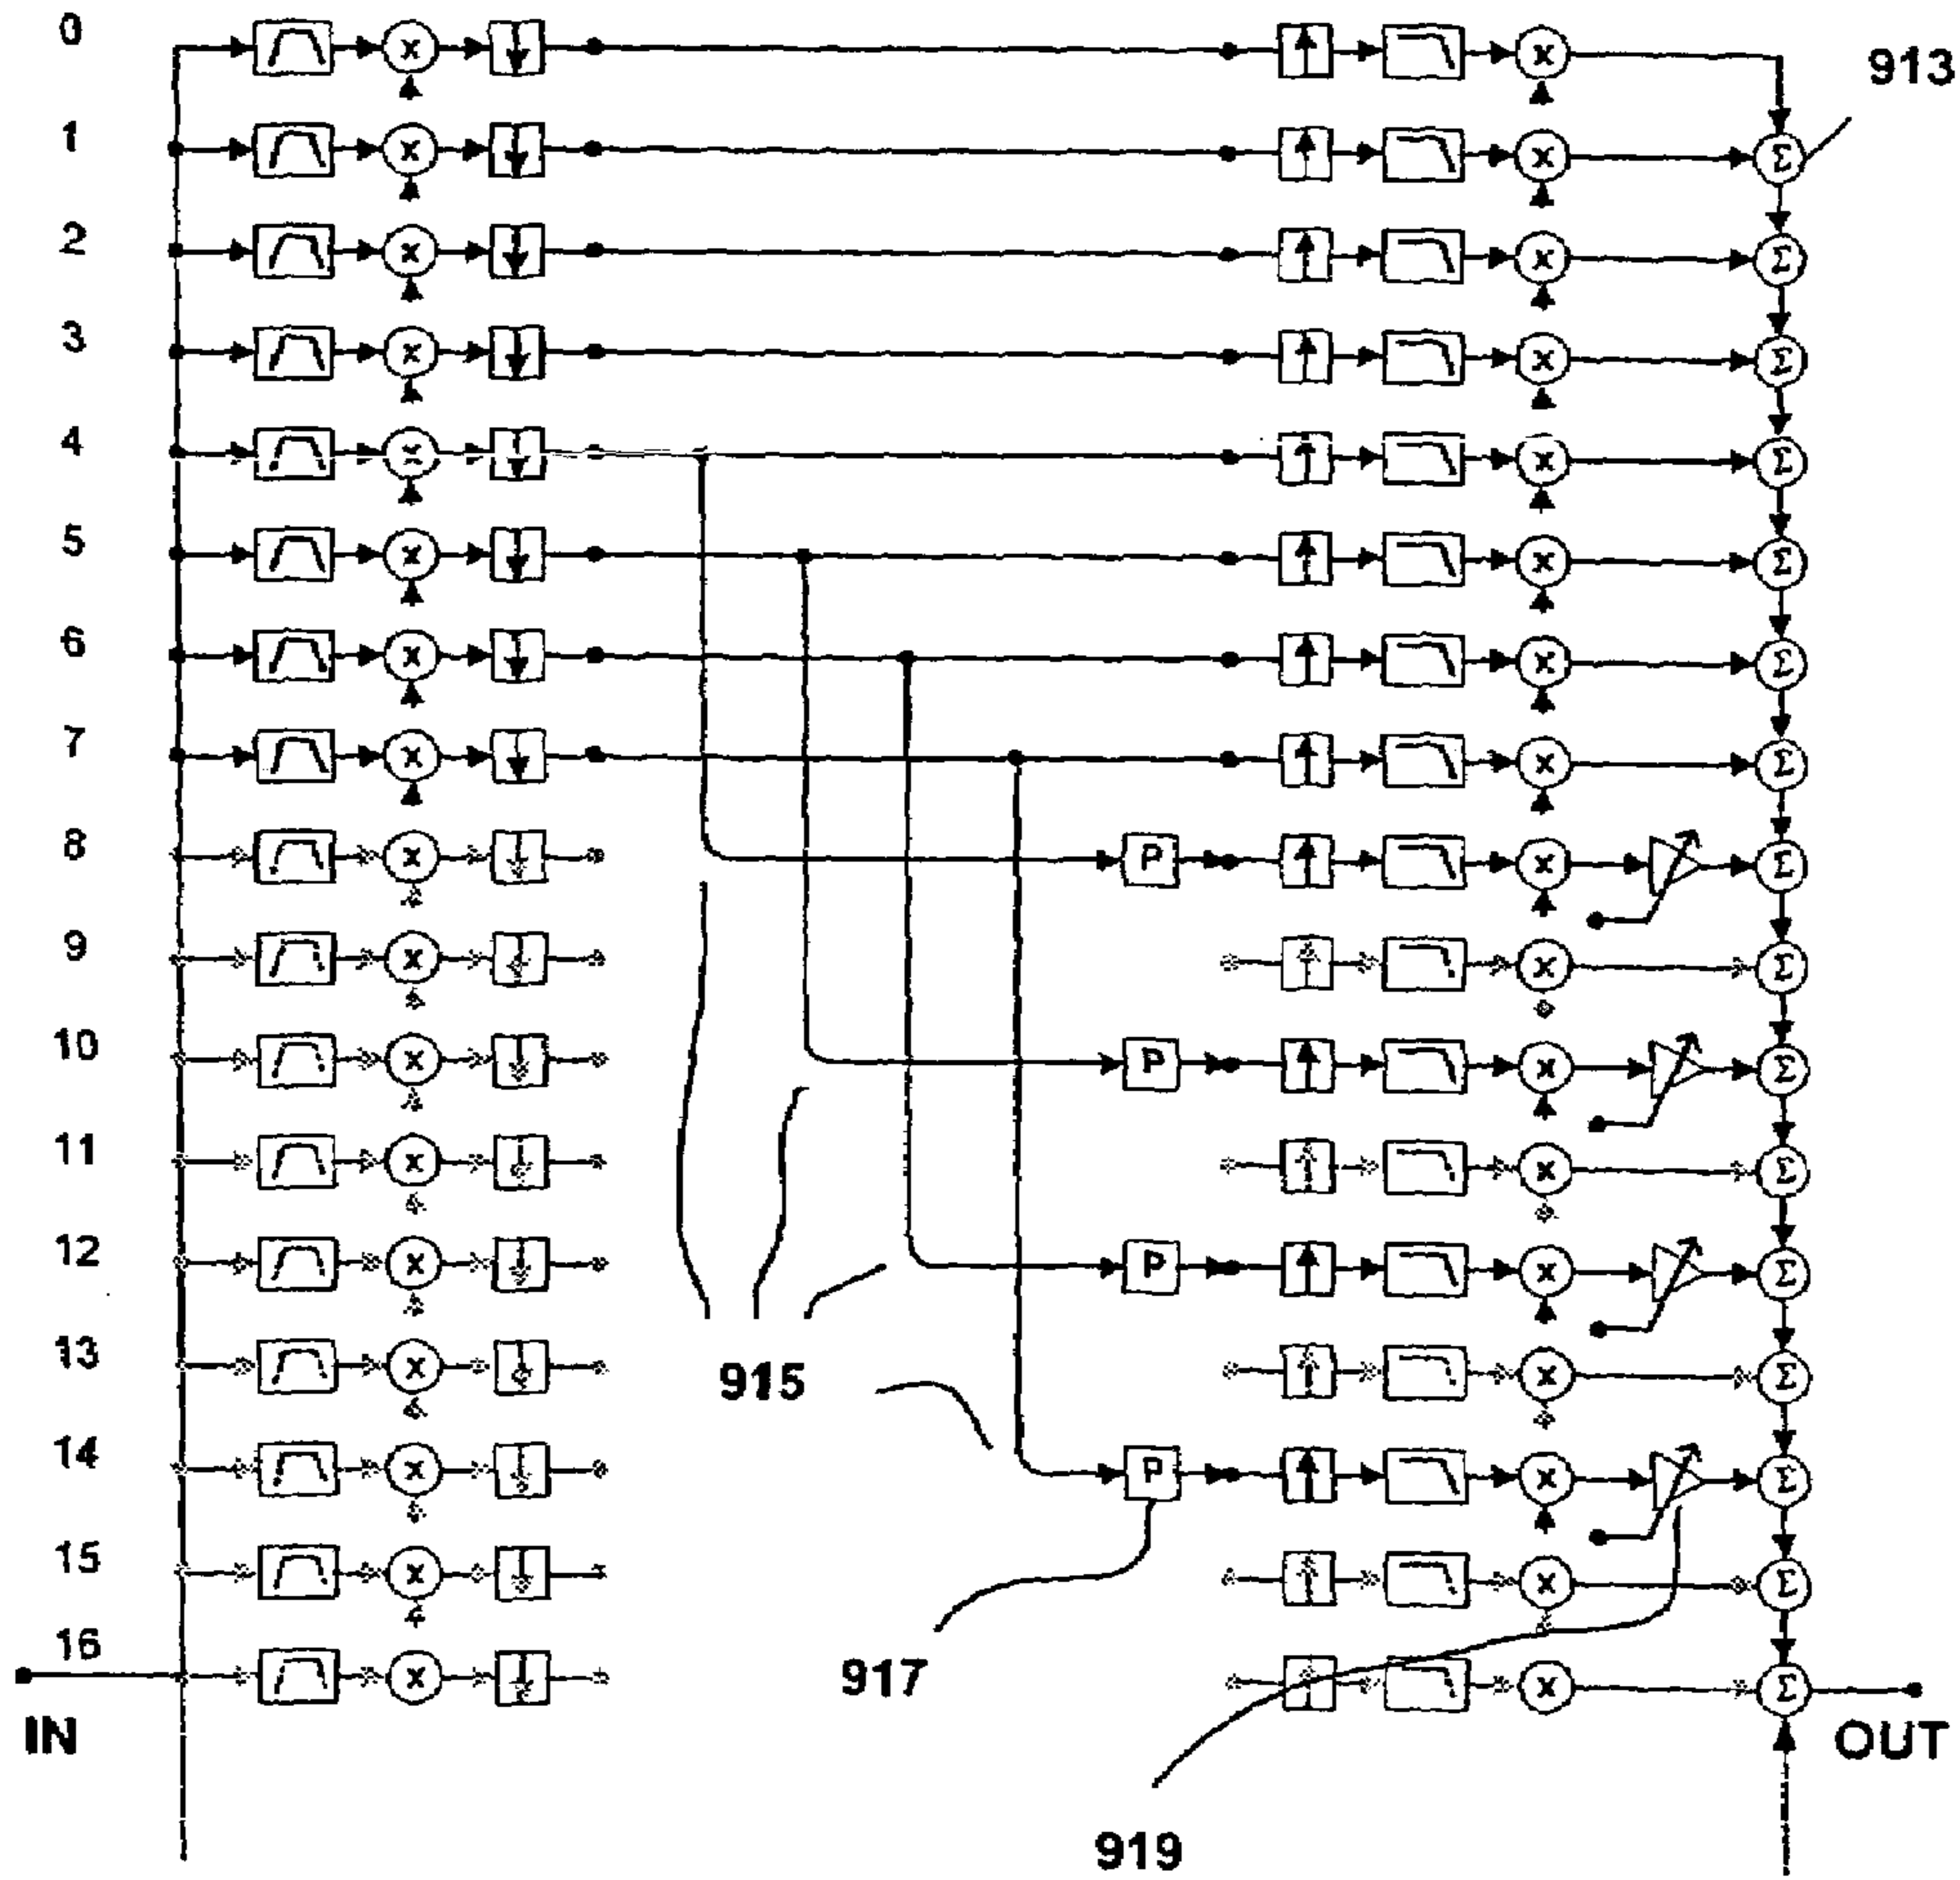 0 x x
913
1 x x Σ
2 x x Σ
3 x x Σ
4 x x Σ
5 x x Σ
6 x x Σ
7 x x Σ
8 x P x Σ
9 x x Σ
10 x P x Σ
11 x x Σ
12 x P x Σ
13 x x Σ
915
14 x P x Σ
15 x x Σ
16 x x Σ
917
IN OUT
919